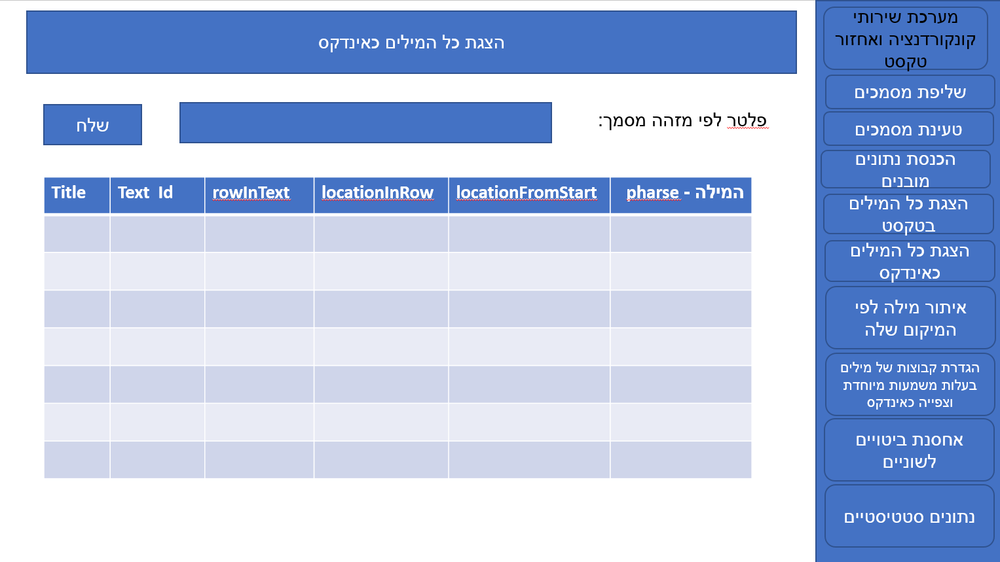 הצגת כל המילים כאינדקס
פלטר לפי מזהה מסמך:
שלח
Title	Text Id	rowInText	locationInRow	locationFromStart	המילה - pharse
מערכת שירותי
קונקורדנציה ואחזור
טקסט
שליפת מסמכים
טעינת מסמכים
הכנסת נתונים
מובנים
הצגת כל המילים
בטקסט
הצגת כל המילים
כאינדקס
איתור מילה לפי
המיקום שלה
הגדרת קבוצות של מילים
בעלות משמעות מיוחדת
וצפייה כאינדקס
אחסנת ביטויים
לשוניים
נתונים סטטיסטיים